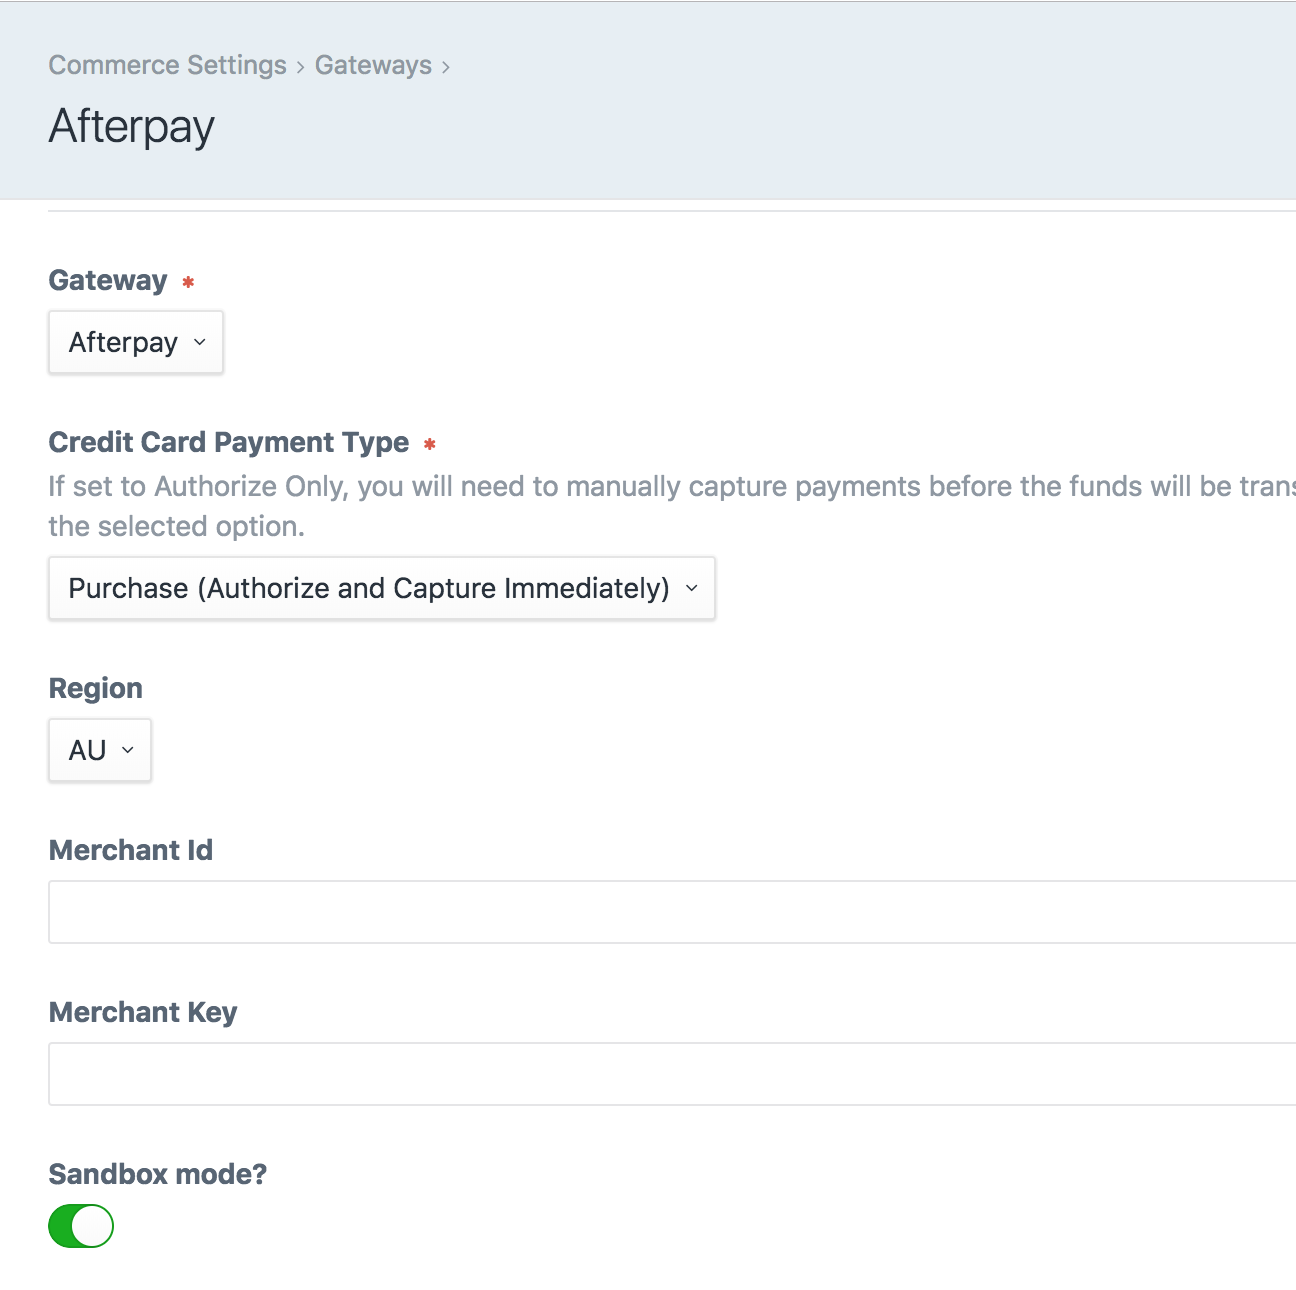 Commerce Settings › Gateways ›
Afterpay
Gateway *
Afterpay
Credit Card Payment Type *
If set to Authorize Only, you will need to manually capture payments before the funds will be
the selected option.
Purchase (Authorize and Capture Immediately)
Region
AU
Merchant Id
Merchant Key
Sandbox mode?